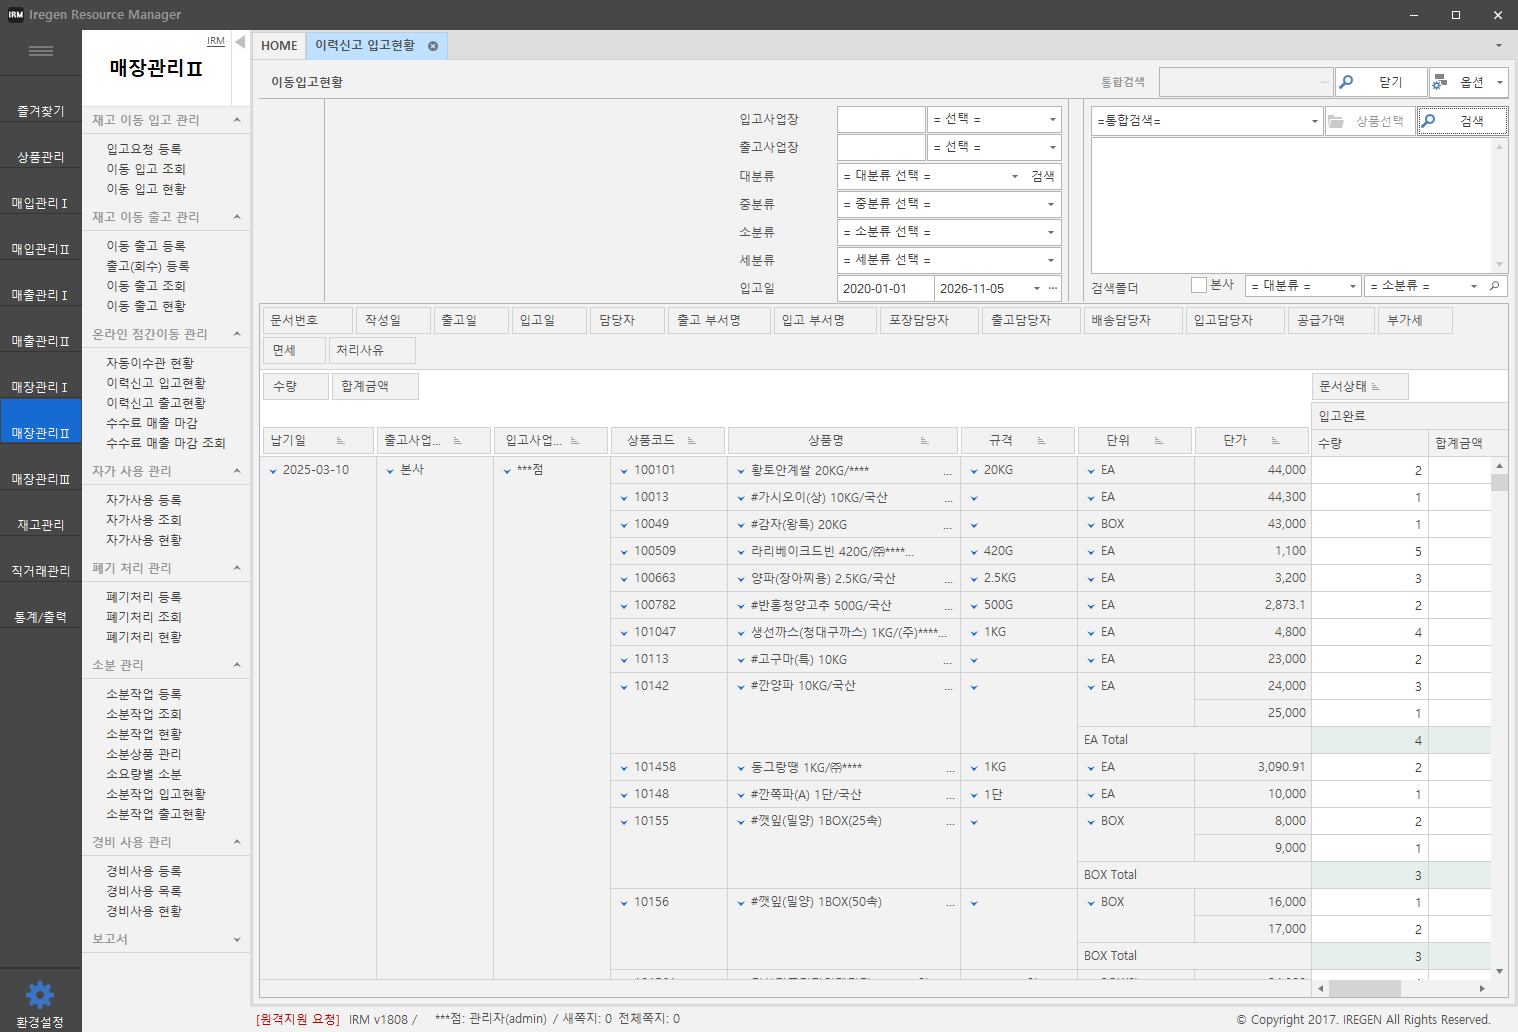 IRM Iregen Resource Manager
즐겨찾기
상품관리
매입관리 I
매입관리 II
매출관리 I
매출관리 II
매장관리 I
매장관리 II
매장관리 III
재고관리
직거래관리
통계/출력
환경설정
IRM
매장관리 II
재고 이동 입고 관리
입고요청 등록
이동 입고 조회
이동 입고 현황
재고 이동 출고 관리
이동 출고 등록
출고(회수) 등록
이동 출고 조회
이동 출고 현황
온라인 점간이동 관리
자동이수관 현황
이력신고 입고현황
이력신고 출고현황
수수료 매출 마감
수수료 매출 마감 조회
자가 사용 관리
자가사용 등록
자가사용 조회
자가사용 현황
폐기 처리 관리
폐기처리 등록
폐기처리 조회
폐기처리 현황
소분 관리
소분작업 등록
소분작업 조회
소분작업 현황
소분상품 관리
소요량별 소분
소분작업 입고현황
소분작업 출고현황
경비 사용 관리
경비사용 등록
경비사용 목록
경비사용 현황
보고서
HOME 이력신고 입고현황
이동입고현황 통합검색 ... 닫기 옵션
입고사업장 = 선택 =
출고사업장 = 선택 =
대분류 = 대분류 선택 = 검색
중분류 = 중분류 선택 =
소분류 = 소분류 선택 =
세분류 = 세분류 선택 =
입고일 2020-01-01 2026-11-05 ...
=통합검색= 상품선택 검색
검색폴더 본사 = 대분류 = = 소분류 =
문서번호 작성일 출고일 입고일 담당자 출고 부서명 입고 부서명 포장담당자 출고담당자 배송담당자 입고담당자 공급가액 부가세
면세 처리사유
수량 합계금액 문서상태
입고완료
납기일 출고사업... 입고사업... 상품코드 상품명 규격 단위 단가 수량 합계금액
2025-03-10 본사 ***점 100101 황토안계쌀 20KG/**** ... 20KG EA 44,000 2
10013 #가시오이(상) 10KG/국산 ... EA 44,300 1
10049 #감자(왕특) 20KG ... BOX 43,000 1
100509 라리베이크드빈 420G/㈜****... 420G EA 1,100 5
100663 양파(장아찌용) 2.5KG/국산 ... 2.5KG EA 3,200 3
100782 #반홍청양고추 500G/국산 ... 500G EA 2,873.1 2
101047 생선까스(청대구까스) 1KG/(주)****... 1KG EA 4,800 4
10113 #고구마(특) 10KG ... EA 23,000 2
10142 #깐양파 10KG/국산 ... EA 24,000 3
25,000 1
EA Total 4
101458 동그랑땡 1KG/㈜**** ... 1KG EA 3,090.91 2
10148 #깐쪽파(A) 1단/국산 ... 1단 EA 10,000 1
10155 #깻잎(밀양) 1BOX(25속) ... BOX 8,000 2
9,000 1
BOX Total 3
10156 #깻잎(밀양) 1BOX(50속) ... BOX 16,000 1
17,000 2
BOX Total 3
[원격지원 요청] IRM v1808 / ***점: 관리자(admin) / 새쪽지: 0 전체쪽지: 0 © Copyright 2017. IREGEN All Rights Reserved.